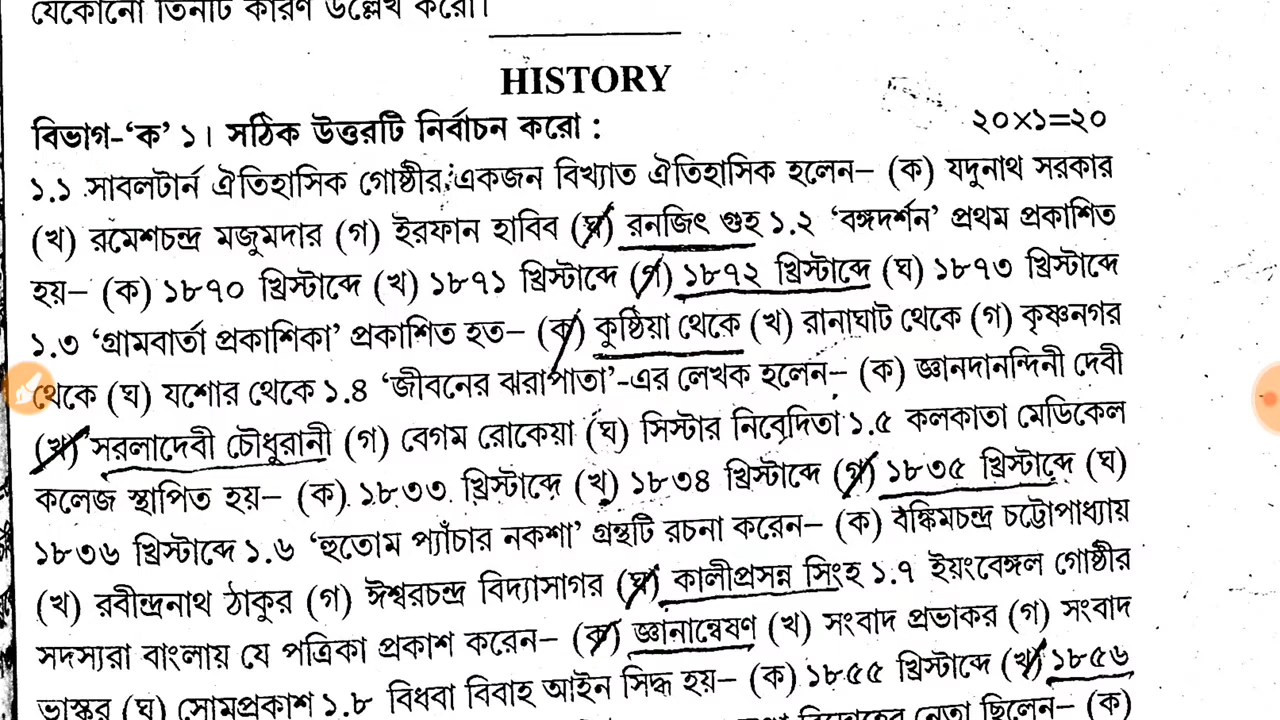 যেকোনো তিনটি কারণ উল্লেখ করো।
HISTORY
বিভাগ-‘ক’ ১। সঠিক উত্তরটি নির্বাচন করো : ২০×১=২০
১.১ সাবলটার্ন ঐতিহাসিক গোষ্ঠীর একজন বিখ্যাত ঐতিহাসিক হলেন– (ক) যদুনাথ সরকার
(খ) রমেশচন্দ্র মজুমদার (গ) ইরফান হাবিব (ঘ) রনজিৎ গুহ ১.২ ‘বঙ্গদর্শন’ প্রথম প্রকাশিত
হয়– (ক) ১৮৭০ খ্রিস্টাব্দে (খ) ১৮৭১ খ্রিস্টাব্দে (গ) ১৮৭২ খ্রিস্টাব্দে (ঘ) ১৮৭৩ খ্রিস্টাব্দে
১.৩ ‘গ্রামবার্তা প্রকাশিকা’ প্রকাশিত হত– (ক) কুষ্ঠিয়া থেকে (খ) রানাঘাট থেকে (গ) কৃষ্ণনগর
থেকে (ঘ) যশোর থেকে ১.৪ ‘জীবনের ঝরাপাতা’-এর লেখক হলেন– (ক) জ্ঞানদানন্দিনী দেবী
(খ) সরলাদেবী চৌধুরানী (গ) বেগম রোকেয়া (ঘ) সিস্টার নিবেদিতা ১.৫ কলকাতা মেডিকেল
কলেজ স্থাপিত হয়– (ক) ১৮৩৩ খ্রিস্টাব্দে (খ) ১৮৩৪ খ্রিস্টাব্দে (গ) ১৮৩৫ খ্রিস্টাব্দে (ঘ)
১৮৩৬ খ্রিস্টাব্দে ১.৬ ‘হুতোম প্যাঁচার নকশা’ গ্রন্থটি রচনা করেন– (ক) বঙ্কিমচন্দ্র চট্টোপাধ্যায়
(খ) রবীন্দ্রনাথ ঠাকুর (গ) ঈশ্বরচন্দ্র বিদ্যাসাগর (ঘ) কালীপ্রসন্ন সিংহ ১.৭ ইয়ংবেঙ্গল গোষ্ঠীর
সদস্যরা বাংলায় যে পত্রিকা প্রকাশ করেন– (ক) জ্ঞানান্বেষণ (খ) সংবাদ প্রভাকর (গ) সংবাদ
ভাস্কর (ঘ) সোমপ্রকাশ ১.৮ বিধবা বিবাহ আইন সিদ্ধ হয়– (ক) ১৮৫৫ খ্রিস্টাব্দে (খ) ১৮৫৬
বিদ্রোহের নেতা ছিলেন– (ক)